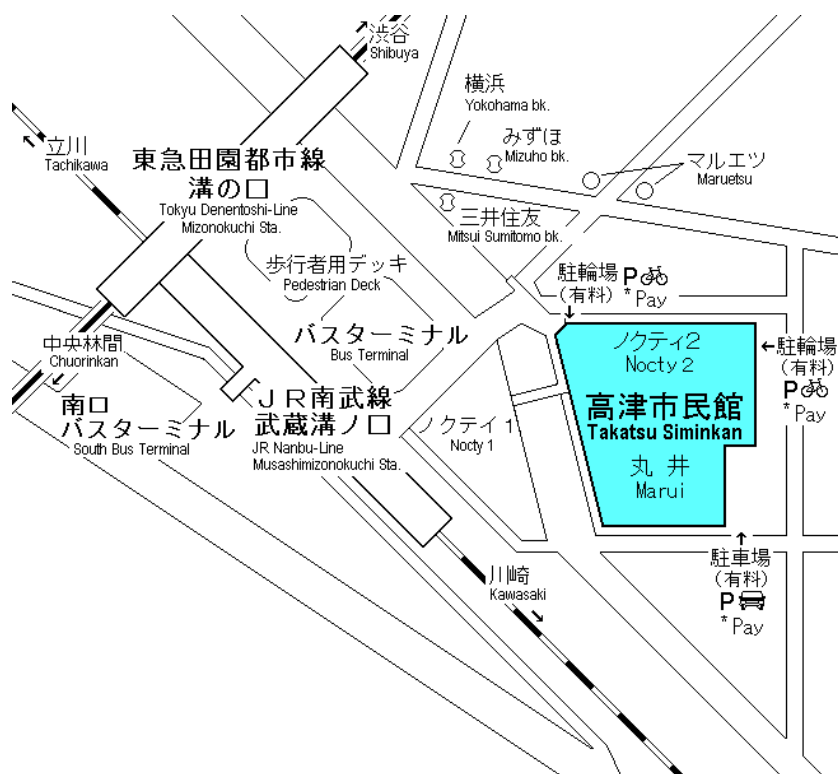 渋谷
Shibuya
横浜
Yokohama bk.
みずほ
Mizuho bk.
マルエツ
Maruetsu
立川
Tachikawa
東急田園都市線
溝の口
Tokyu Denentoshi-Line
Mizonokuchi Sta.
三井住友
Mitsui Sumitomo bk.
歩行者用デッキ
Pedestrian Deck
駐輪場 P
(有料) * Pay
バスターミナル
Bus Terminal
中央林間
Chuorinkan
ノクティ2
Nocty 2
駐輪場
(有料)
P
* Pay
南口
バスターミナル
South Bus Terminal
JR南武線
武蔵溝ノ口
JR Nanbu-Line
Musashimizonokuchi Sta.
ノクテイ1
Nocty 1
高津市民館
Takatsu Siminkan
丸井
Marui
駐車場
(有料)
P
* Pay
川崎
Kawasaki